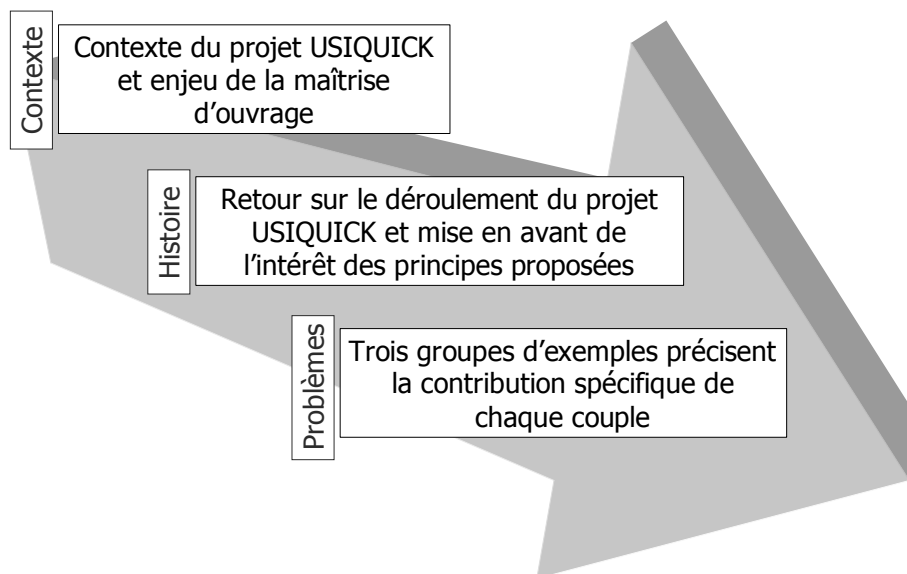 Contexte
Contexte du projet USIQUICK
et enjeu de la maîtrise
d’ouvrage
Histoire
Retour sur le déroulement du projet
USIQUICK et mise en avant de
l’intérêt des principes proposées
Problèmes
Trois groupes d’exemples précisent
la contribution spécifique de
chaque couple